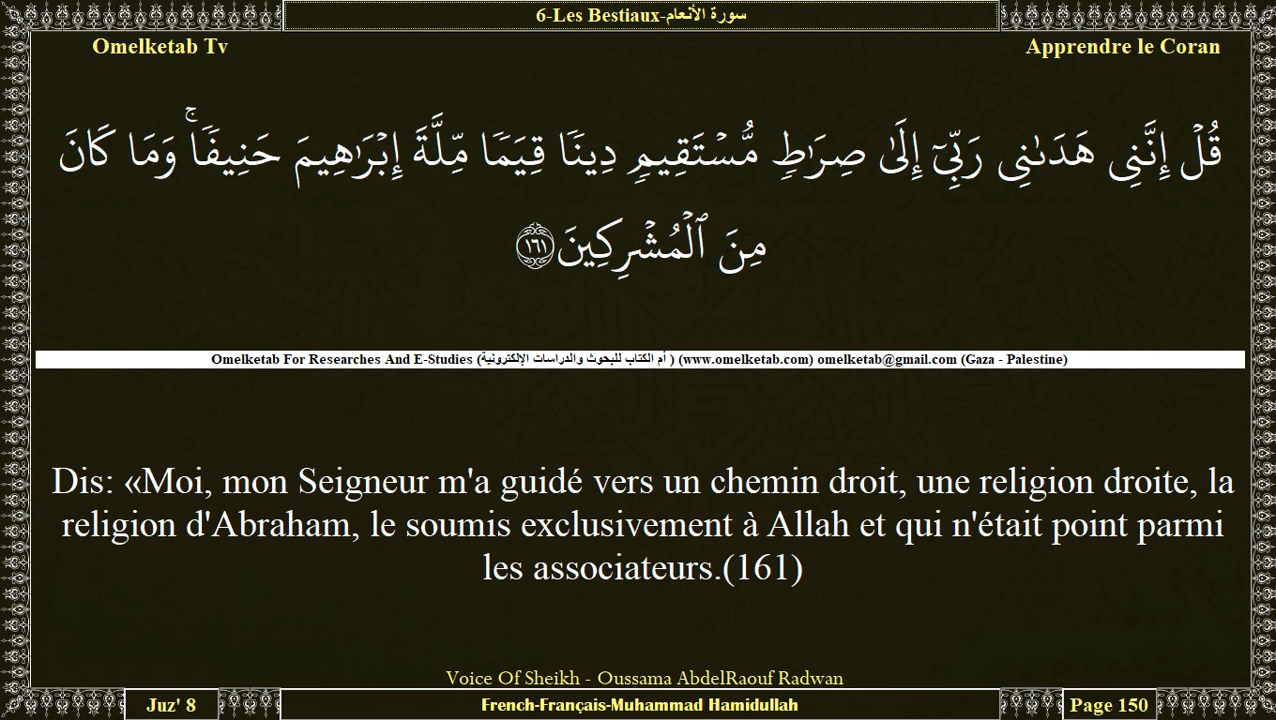 6-Les Bestiaux-سورة الأنعام
Omelketab Tv
Apprendre le Coran
قُلْ إِنَّنِى هَدَىٰنِى رَبِّىٓ إِلَىٰ صِرَٰطٍ مُّسْتَقِيمٍ دِينًا قِيَمًا مِّلَّةَ إِبْرَٰهِيمَ حَنِيفًا ۚ وَمَا كَانَ
مِنَ ٱلْمُشْرِكِينَ ١٦١
Omelketab For Researches And E-Studies (أم الكتاب للبحوث والدراسات الإلكترونية ) (www.omelketab.com) omelketab@gmail.com (Gaza - Palestine)
Dis: «Moi, mon Seigneur m'a guidé vers un chemin droit, une religion droite, la
religion d'Abraham, le soumis exclusivement à Allah et qui n'était point parmi
les associateurs.(161)
Voice Of Sheikh - Oussama AbdelRaouf Radwan
Juz' 8
French-Français-Muhammad Hamidullah
Page 150